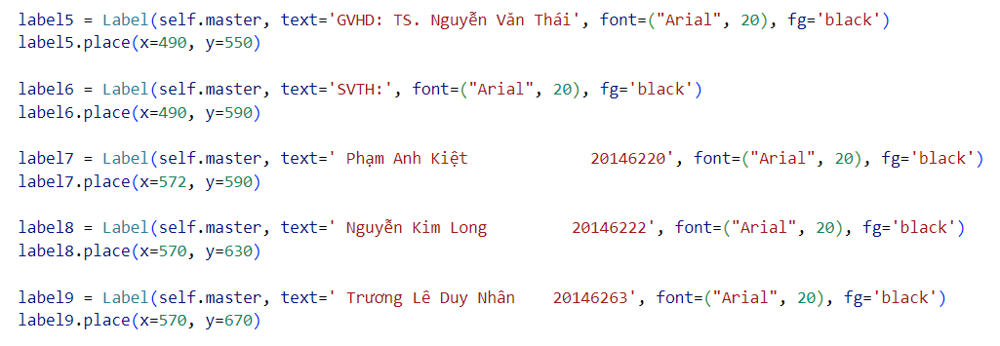 label5 = Label(self.master, text='GVHD: TS. Nguyễn Văn Thái', font=("Arial", 20), fg='black')
label5.place(x=490, y=550)
label6 = Label(self.master, text='SVTH:', font=("Arial", 20), fg='black')
label6.place(x=490, y=590)
label7 = Label(self.master, text=' Phạm Anh Kiệt             20146220', font=("Arial", 20), fg='black')
label7.place(x=572, y=590)
label8 = Label(self.master, text=' Nguyễn Kim Long         20146222', font=("Arial", 20), fg='black')
label8.place(x=570, y=630)
label9 = Label(self.master, text=' Trương Lê Duy Nhân    20146263', font=("Arial", 20), fg='black')
label9.place(x=570, y=670)